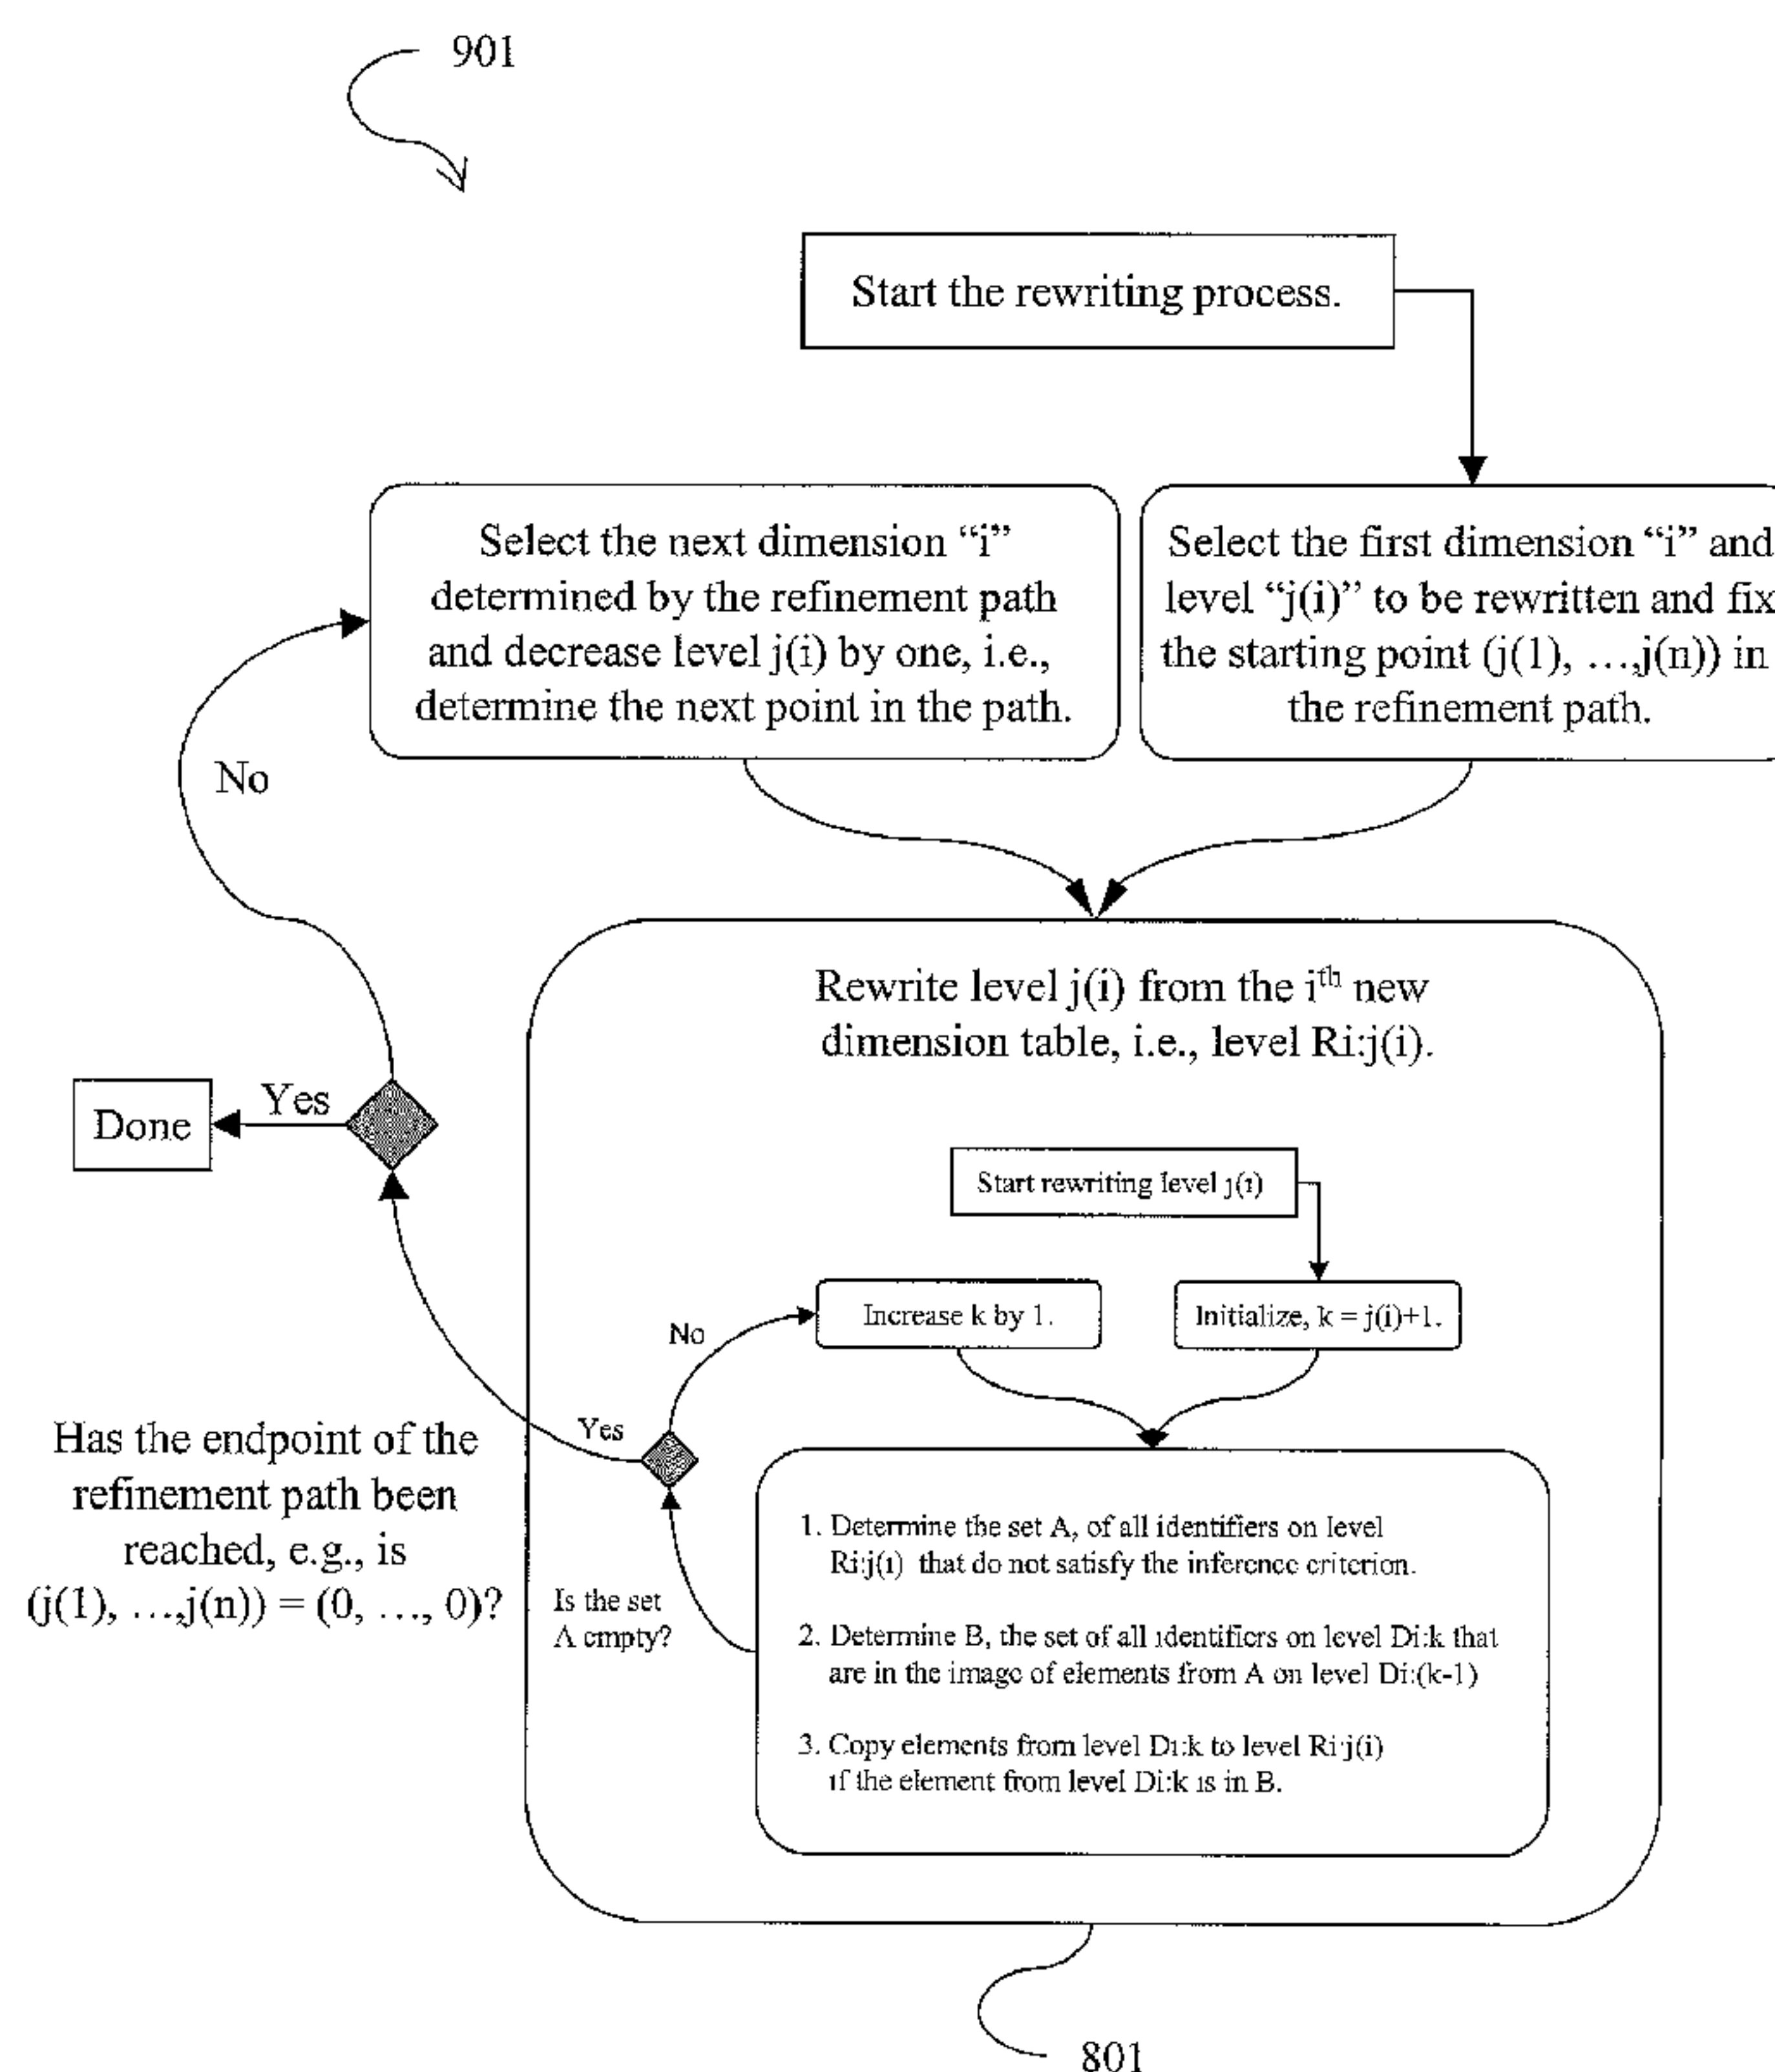 901
Start the rewriting process.
Select the next dimension “i”
determined by the refinement path
and decrease level j(i) by one, i.e.,
determine the next point in the path.
Select the first dimension “i” and
level “j(i)” to be rewritten and fix
the starting point (j(1), …,j(n)) in
the refinement path.
No
Rewrite level j(i) from the ith new
dimension table, i.e., level Ri:j(i).
Done
Yes
Start rewriting level j(i)
No
Increase k by 1.
Initialize, k = j(i)+1.
Yes
Has the endpoint of the
refinement path been
reached, e.g., is
(j(1), …,j(n)) = (0, …, 0)?
Is the set
A empty?
1. Determine the set A, of all identifiers on level
Ri:j(i) that do not satisfy the inference criterion.
2. Determine B, the set of all identifiers on level Di:k that
are in the image of elements from A on level Di:(k-1)
3. Copy elements from level Di:k to level Ri:j(i)
if the element from level Di:k is in B.
801